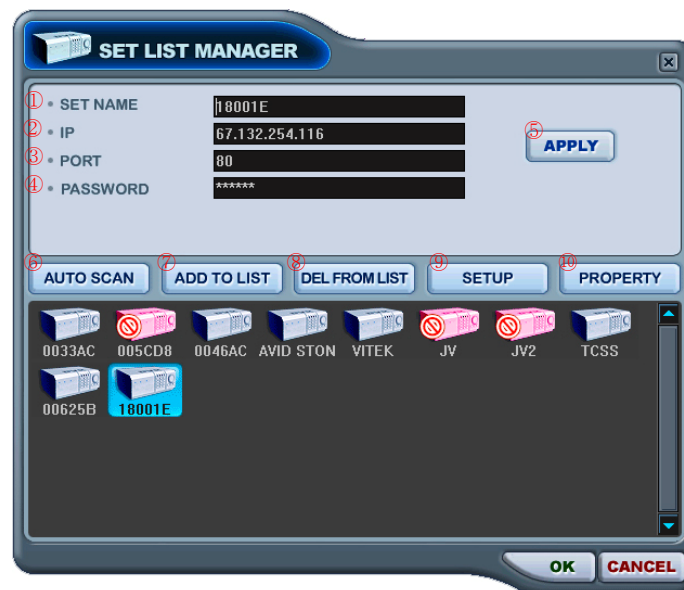 SET LIST MANAGER
① • SET NAME 18001E
② • IP 67.132.254.116
③ • PORT 80
④ • PASSWORD ******
⑤ APPLY
⑥ AUTO SCAN ⑦ ADD TO LIST ⑧ DEL FROM LIST ⑨ SETUP ⑩ PROPERTY
0033AC 005CD8 0046AC AVID STON VITEK JV JV2 TCSS
00625B 18001E
OK CANCEL